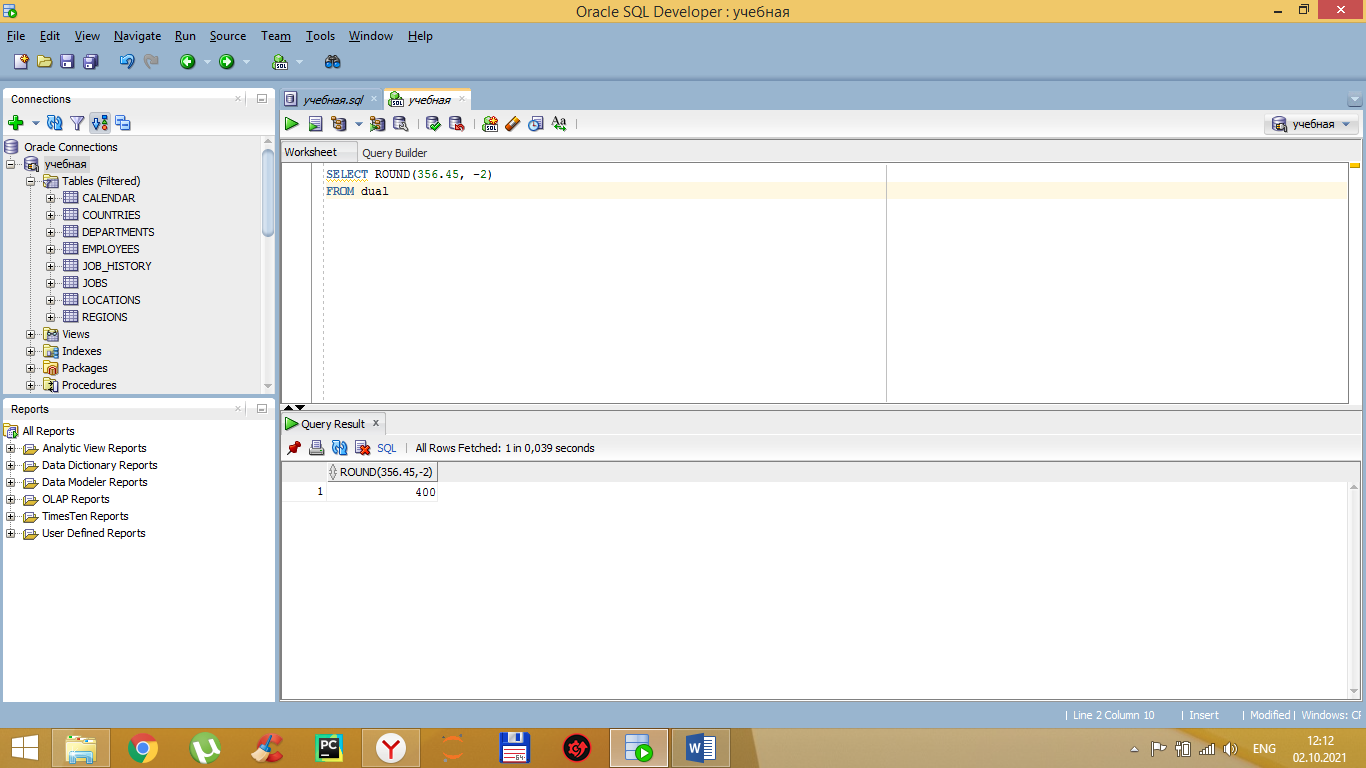 Oracle SQL Developer : учебная
File Edit View Navigate Run Source Team Tools Window Help
Connections
Oracle Connections
учебная
Tables (Filtered)
CALENDAR
COUNTRIES
DEPARTMENTS
EMPLOYEES
JOB_HISTORY
JOBS
LOCATIONS
REGIONS
Views
Indexes
Packages
Procedures
Reports
All Reports
Analytic View Reports
Data Dictionary Reports
Data Modeler Reports
OLAP Reports
TimesTen Reports
User Defined Reports
учебная.sql
учебная
учебная
Worksheet Query Builder
SELECT ROUND(356.45, -2)
FROM dual
Query Result
SQL | All Rows Fetched: 1 in 0,039 seconds
ROUND(356.45,-2)
1 400
| Line 2 Column 10 | Insert | Modified | Windows: CF
ENG
12:12
02.10.2021